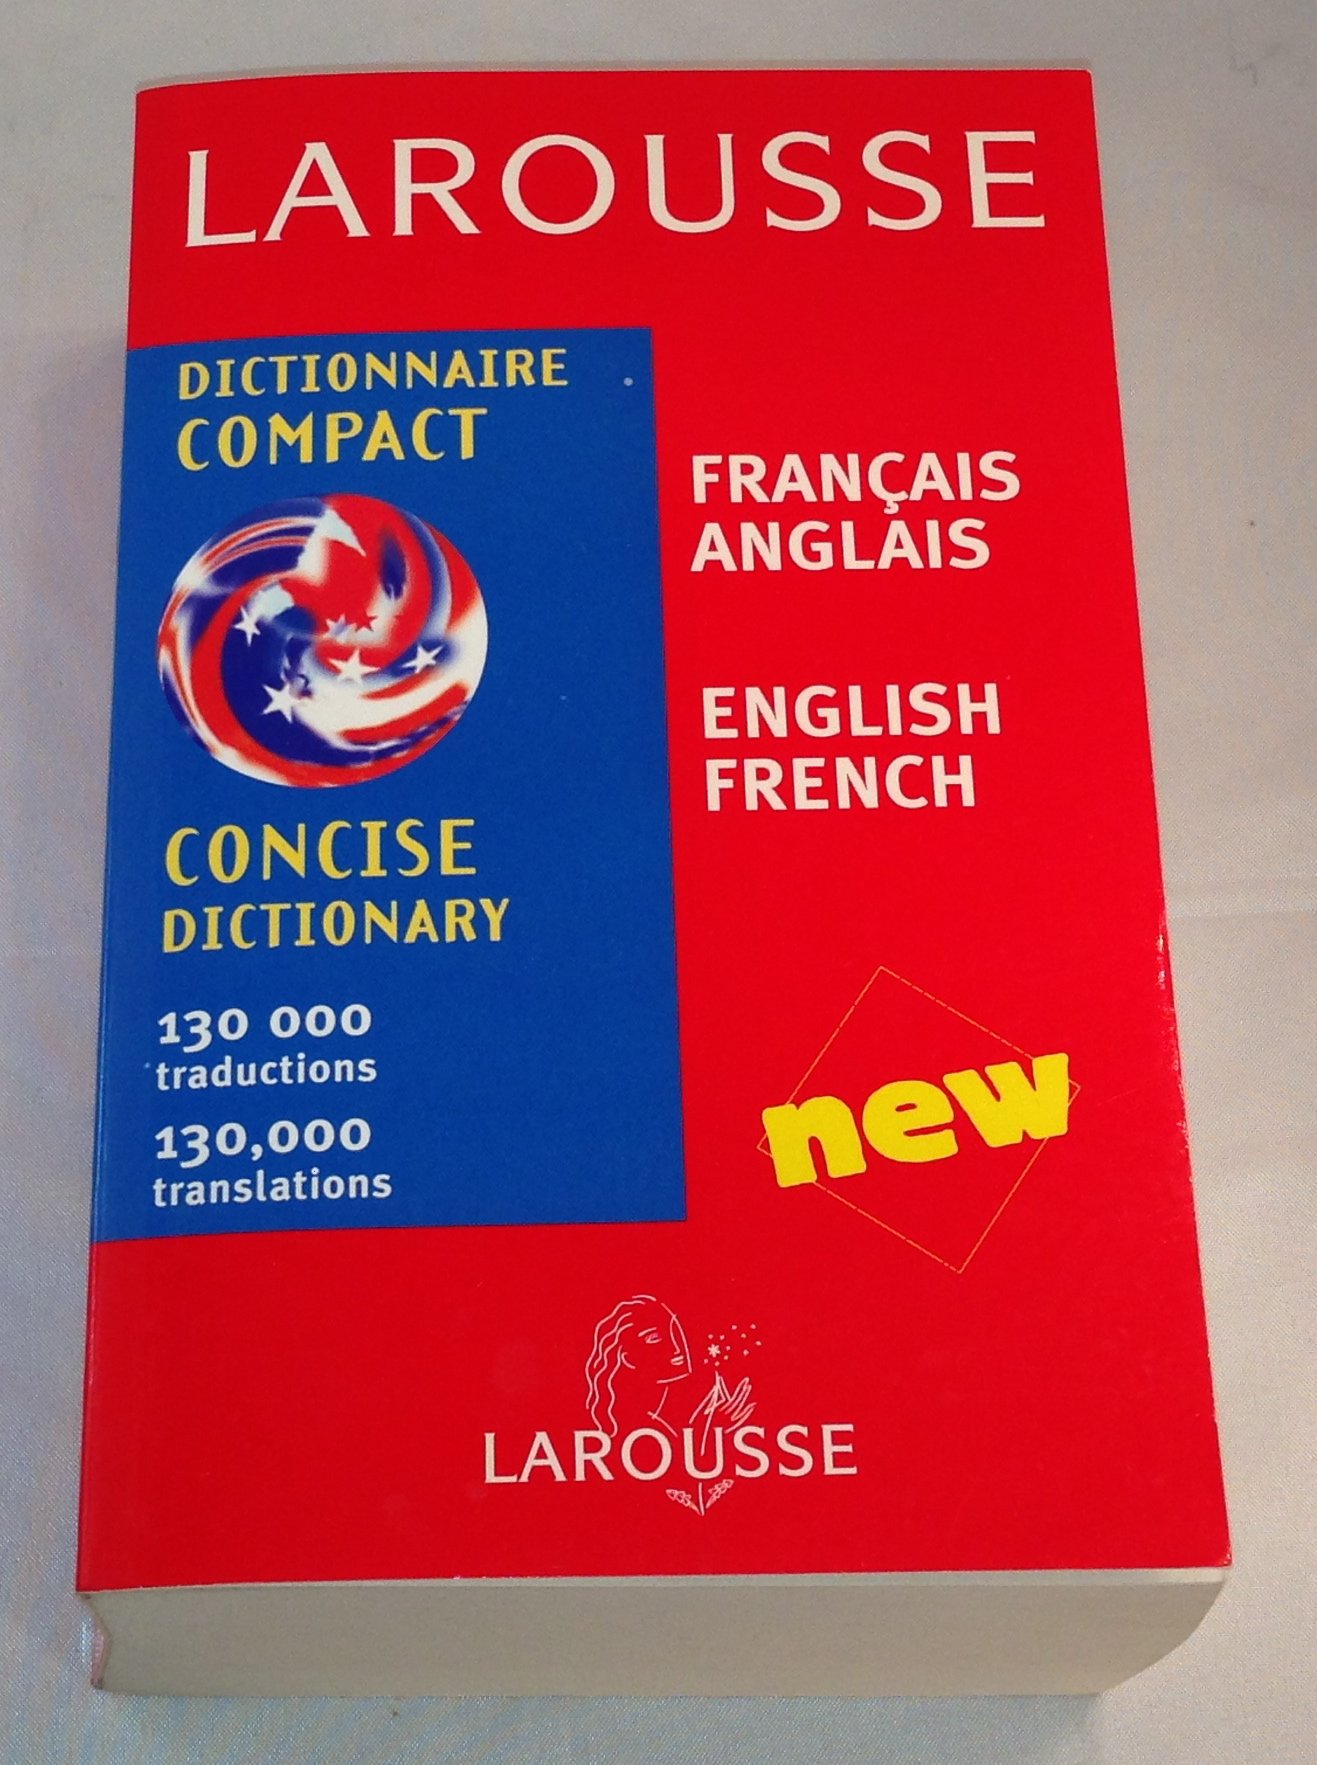 LAROUSSE
DICTIONNAIRE
COMPACT
FRANÇAIS
ANGLAIS
ENGLISH
FRENCH
CONCISE
DICTIONARY
130 000
traductions
130,000
translations
new
LAROUSSE